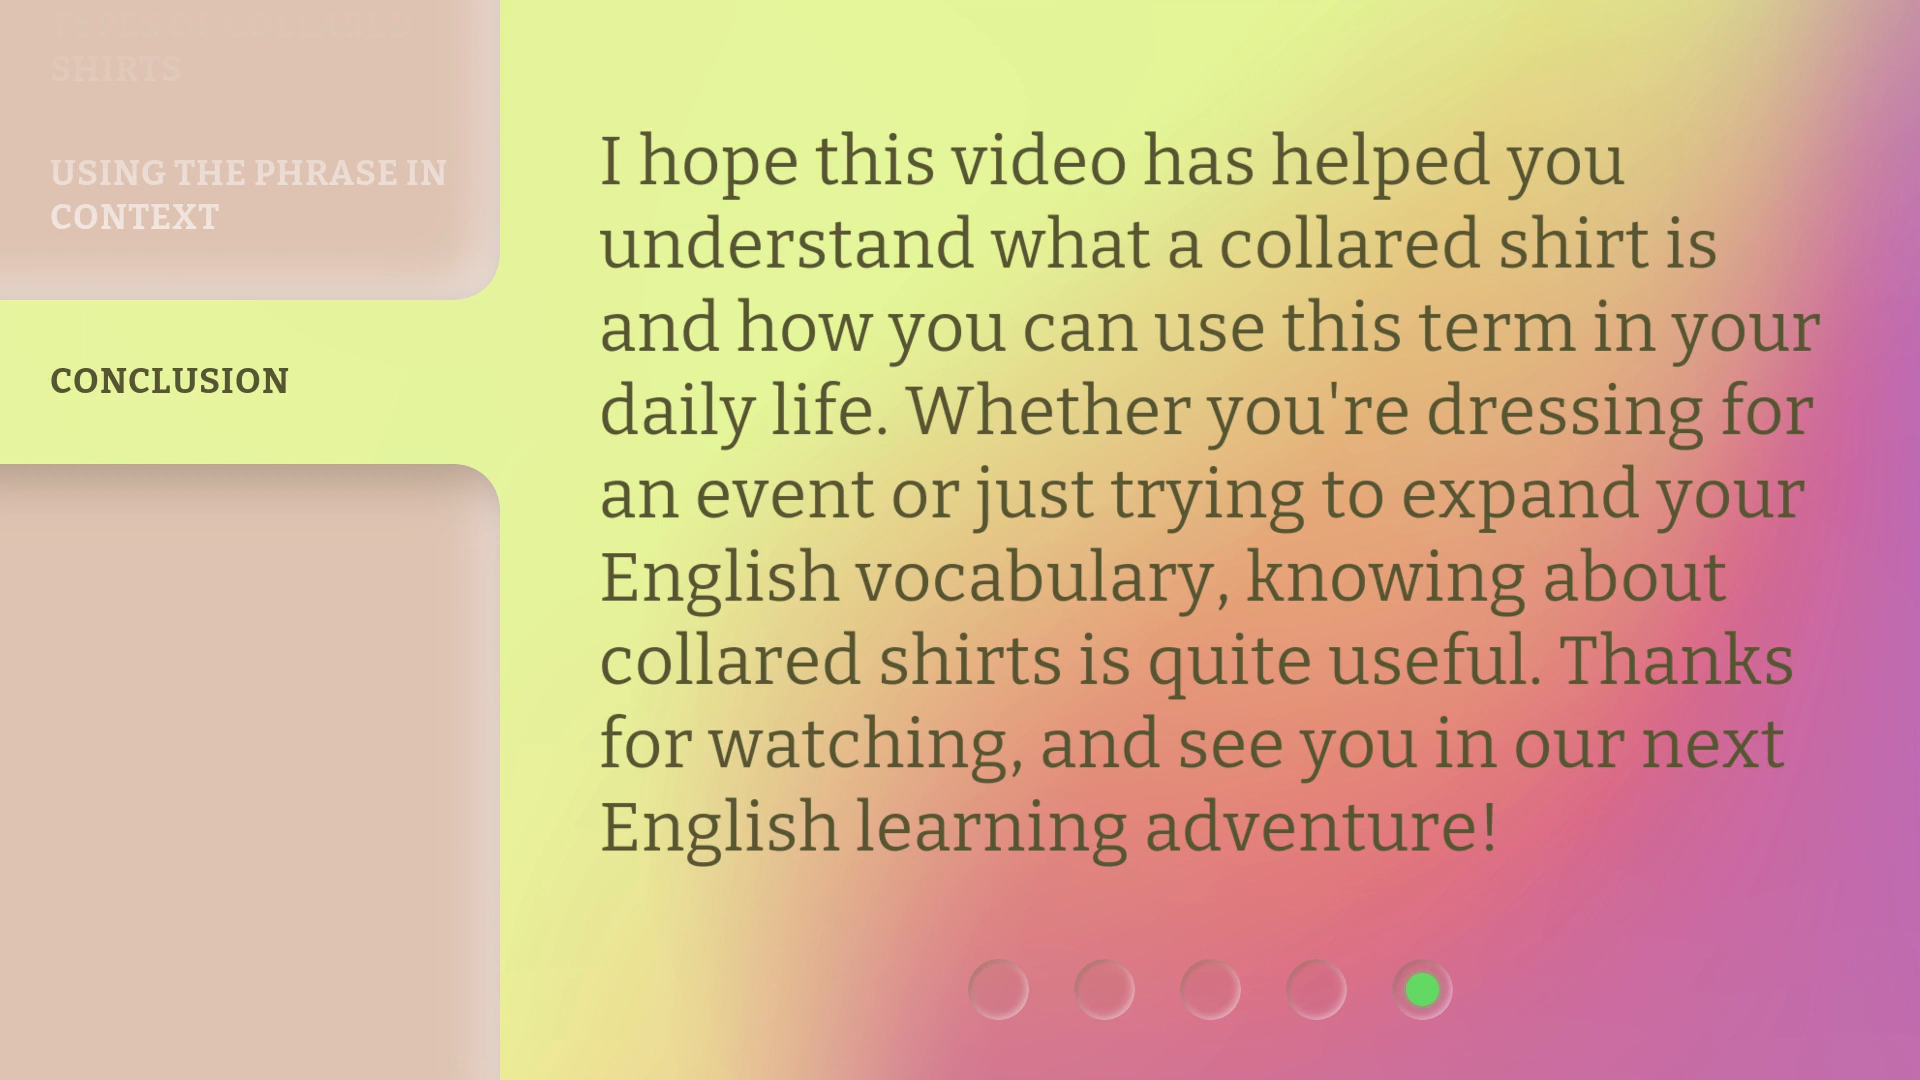 TYPES OF COLLARED
SHIRTS
USING THE PHRASE IN
CONTEXT
CONCLUSION
I hope this video has helped you
understand what a collared shirt is
and how you can use this term in your
daily life. Whether you're dressing for
an event or just trying to expand your
English vocabulary, knowing about
collared shirts is quite useful. Thanks
for watching, and see you in our next
English learning adventure!